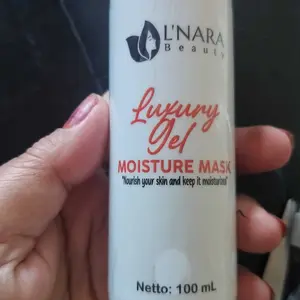 L'NARA
Beauty
Luxury
Gel
MOISTURE MASK
"Nourish your skin and keep it moisturized"
Netto: 100 mL